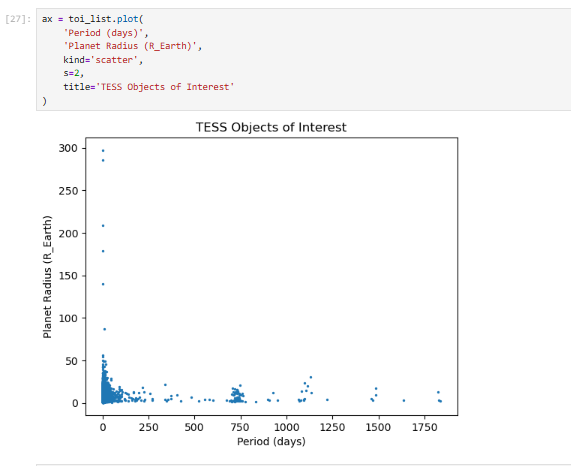 [27]:
ax = toi_list.plot(
'Period (days)',
'Planet Radius (R_Earth)',
kind='scatter',
s=2,
title='TESS Objects of Interest'
)
TESS Objects of Interest
300
250
200
150
100
50
0
Planet Radius (R_Earth)
0 250 500 750 1000 1250 1500 1750
Period (days)